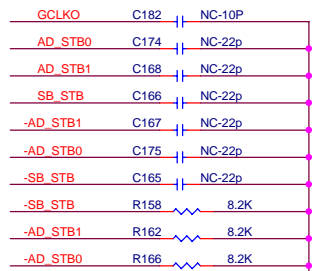 GCLKO C182 NC-10P
AD_STB0 C174 NC-22p
AD_STB1 C168 NC-22p
SB_STB C166 NC-22p
-AD_STB1 C167 NC-22p
-AD_STB0 C175 NC-22p
-SB_STB C165 NC-22p
-SB_STB R158 8.2K
-AD_STB1 R162 8.2K
-AD_STB0 R166 8.2K